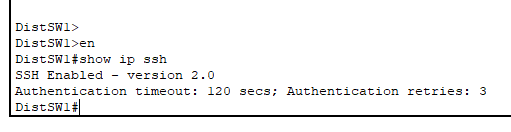 DistSW1>
DistSW1>en
DistSW1#show ip ssh
SSH Enabled - version 2.0
Authentication timeout: 120 secs; Authentication retries: 3
DistSW1#